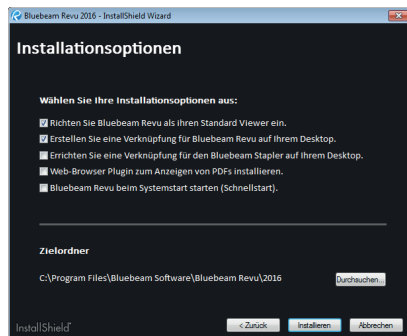 Bluebeam Revu 2016 - InstallShield Wizard
Installationsoptionen
Wählen Sie Ihre Installationsoptionen aus:
Richten Sie Bluebeam Revu als ihren Standard Viewer ein.
Erstellen Sie eine Verknüpfung für Bluebeam Revu auf Ihrem Desktop.
Errichten Sie eine Verknüpfung für den Bluebeam Stapler auf Ihrem Desktop.
Web-Browser Plugin zum Anzeigen von PDFs installieren.
Bluebeam Revu beim Systemstart starten (Schnellstart).
Zielordner
C:\Program Files\Bluebeam Software\Bluebeam Revu\2016
Durchsuchen...
InstallShield
< Zurück Installieren Abbrechen